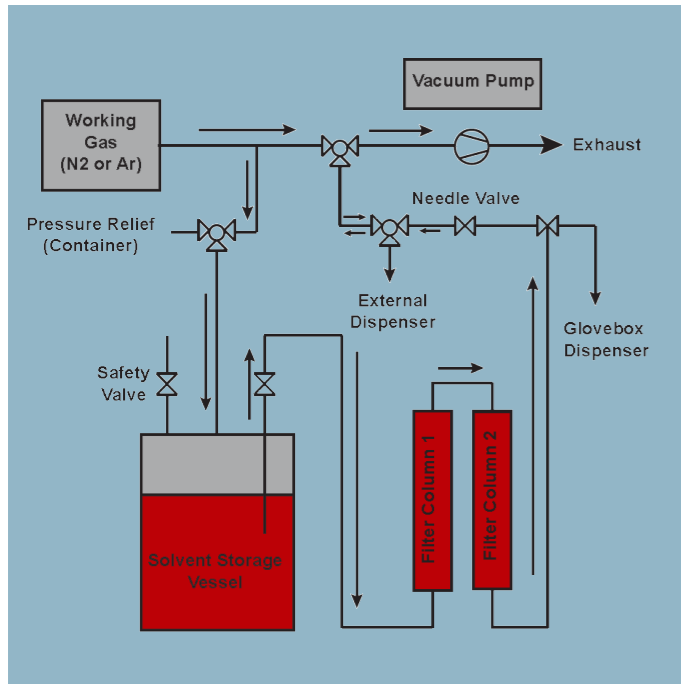 Vacuum Pump
Working
Gas
(N2 or Ar)
Exhaust
Needle Valve
Pressure Relief
(Container)
External
Dispenser
Glovebox
Dispenser
Safety
Valve
Filter Column 1
Filter Column 2
Solvent Storage
Vessel